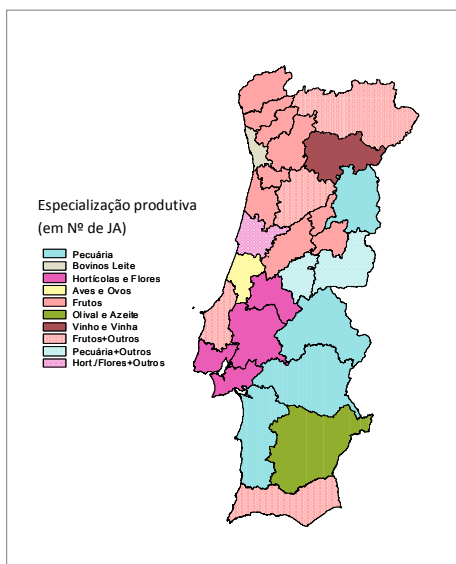 Especialização produtiva
(em Nº de JA)
Pecuária
Bovinos Leite
Hortícolas e Flores
Aves e Ovos
Frutos
Olival e Azeite
Vinho e Vinha
Frutos+Outros
Pecuária+Outros
Hort./Flores+Outros